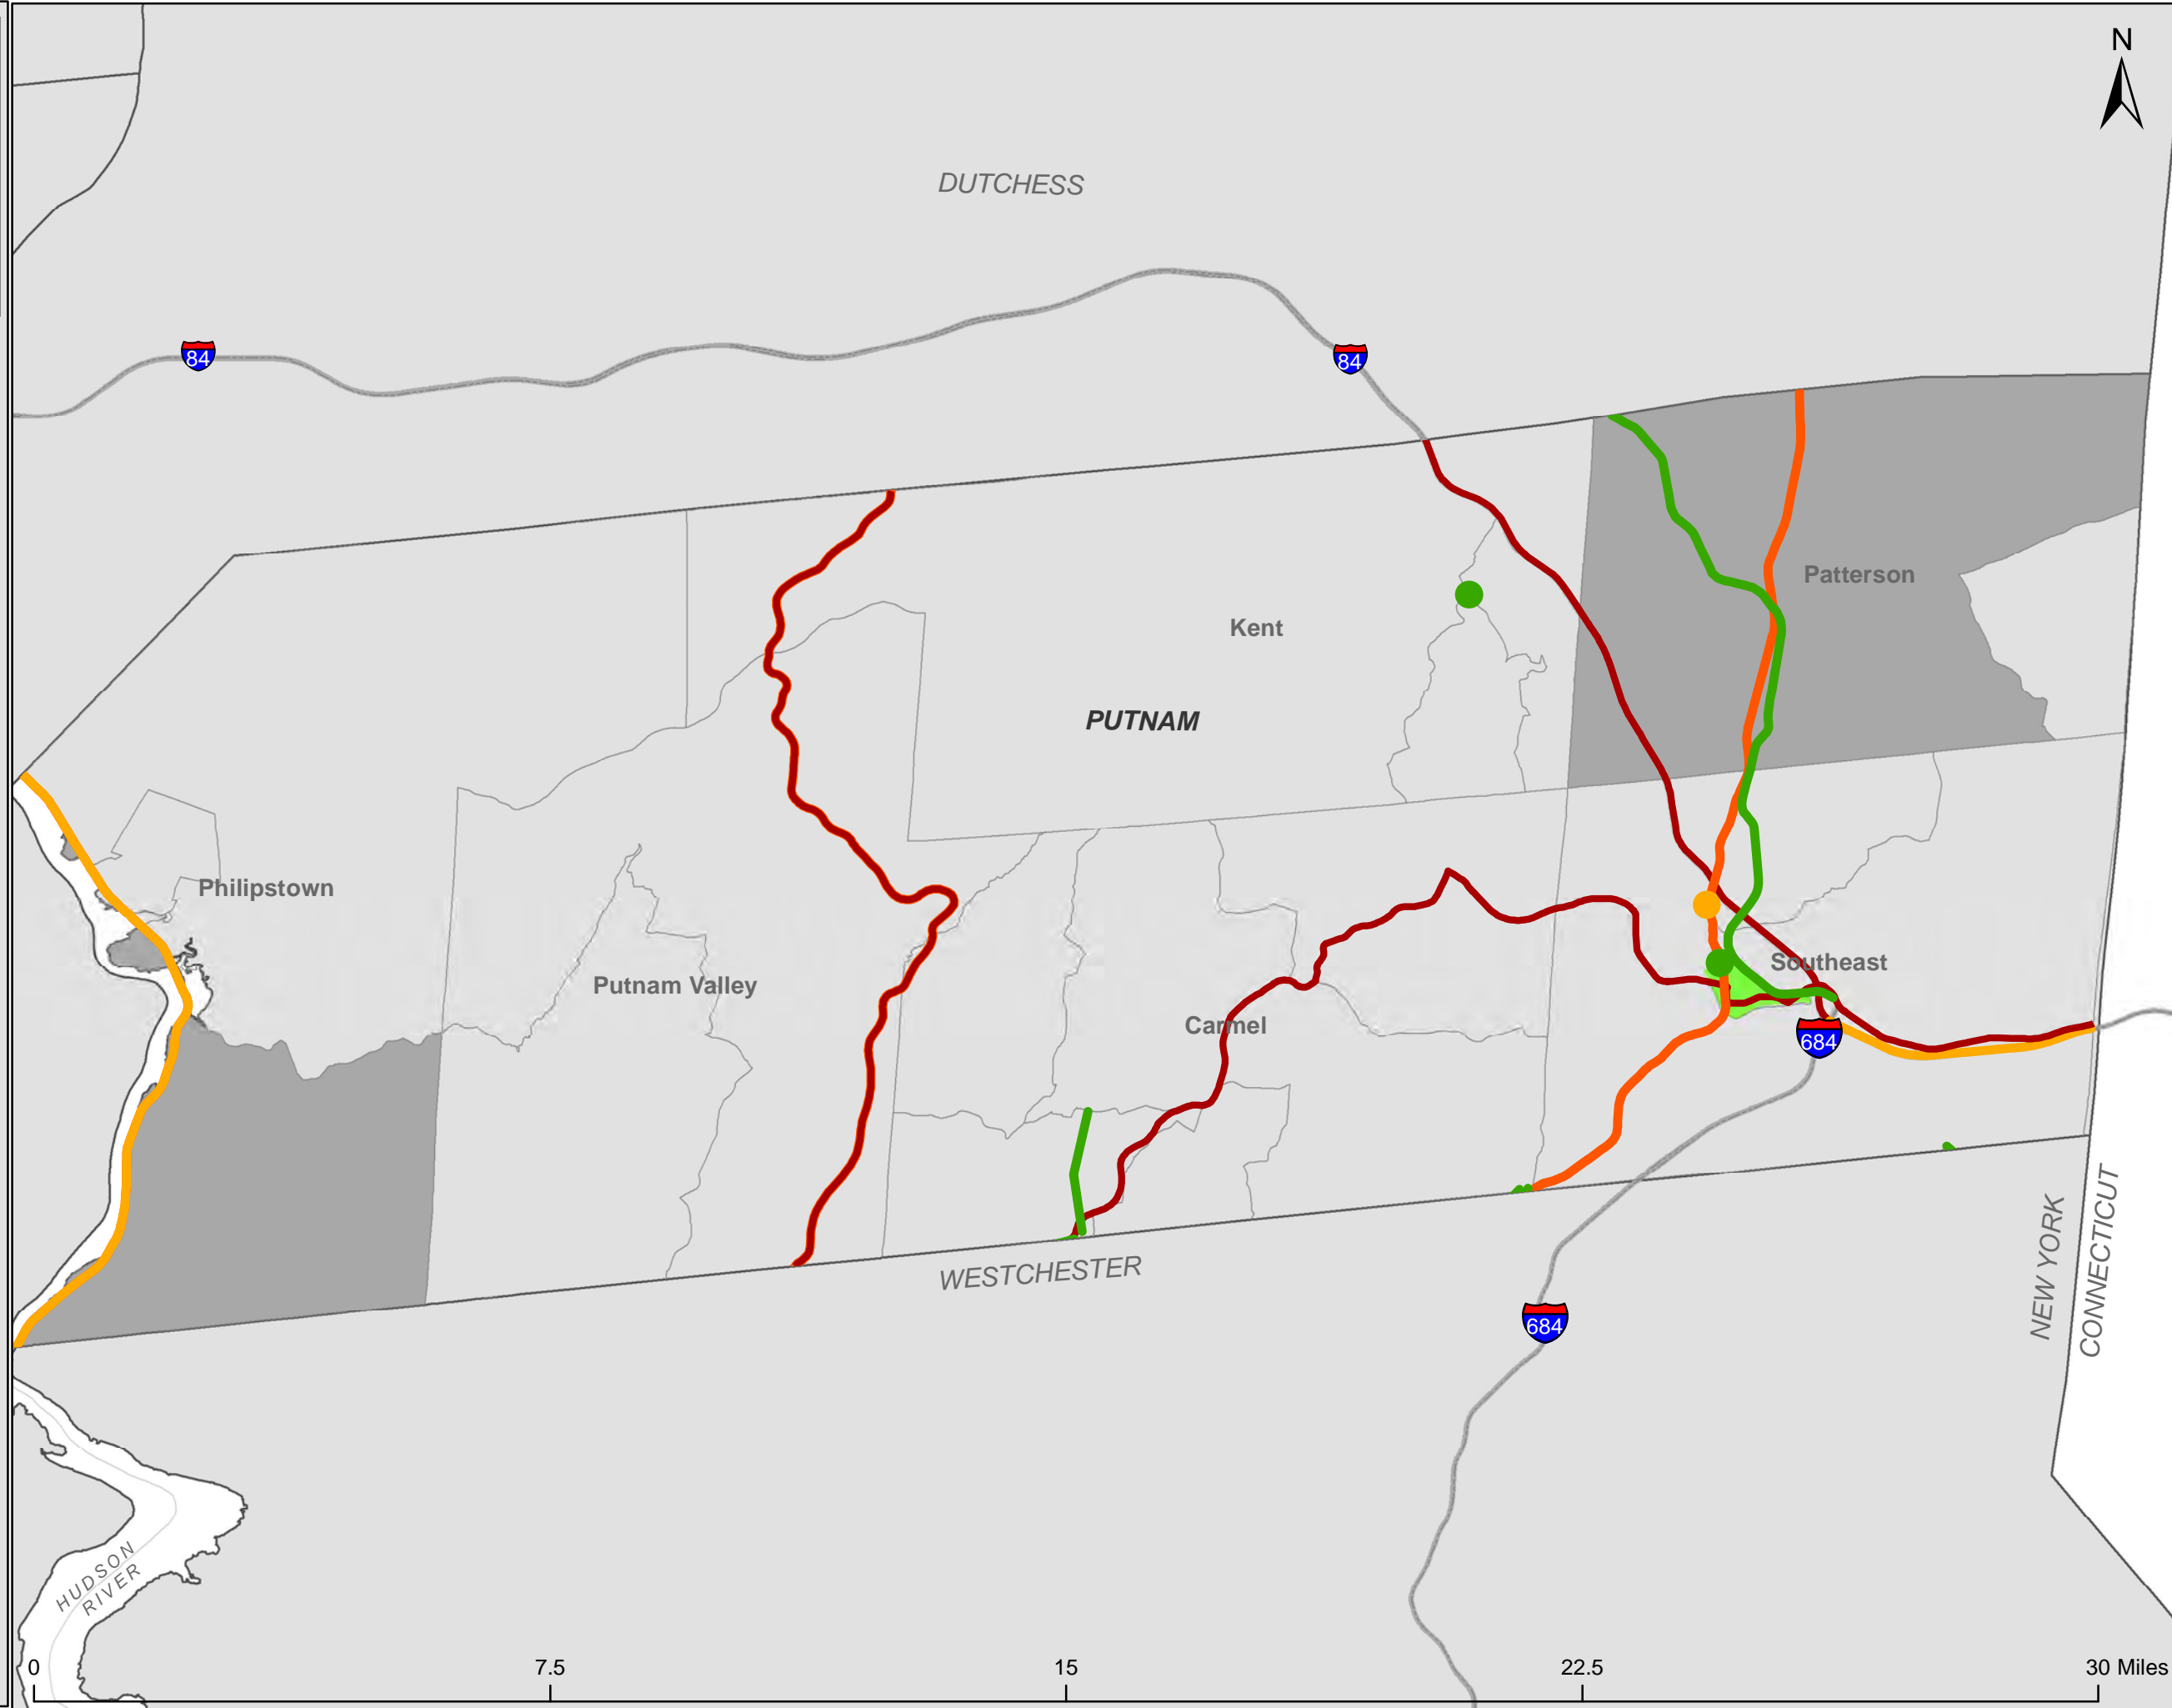 N
DUTCHESS
84
84
Patterson
Kent
PUTNAM
Philipstown
Southeast
Putnam Valley
Carmel
684
WESTCHESTER
NEW YORK
CONNECTICUT
684
HUDSON
RIVER
0 7.5 15 22.5 30 Miles